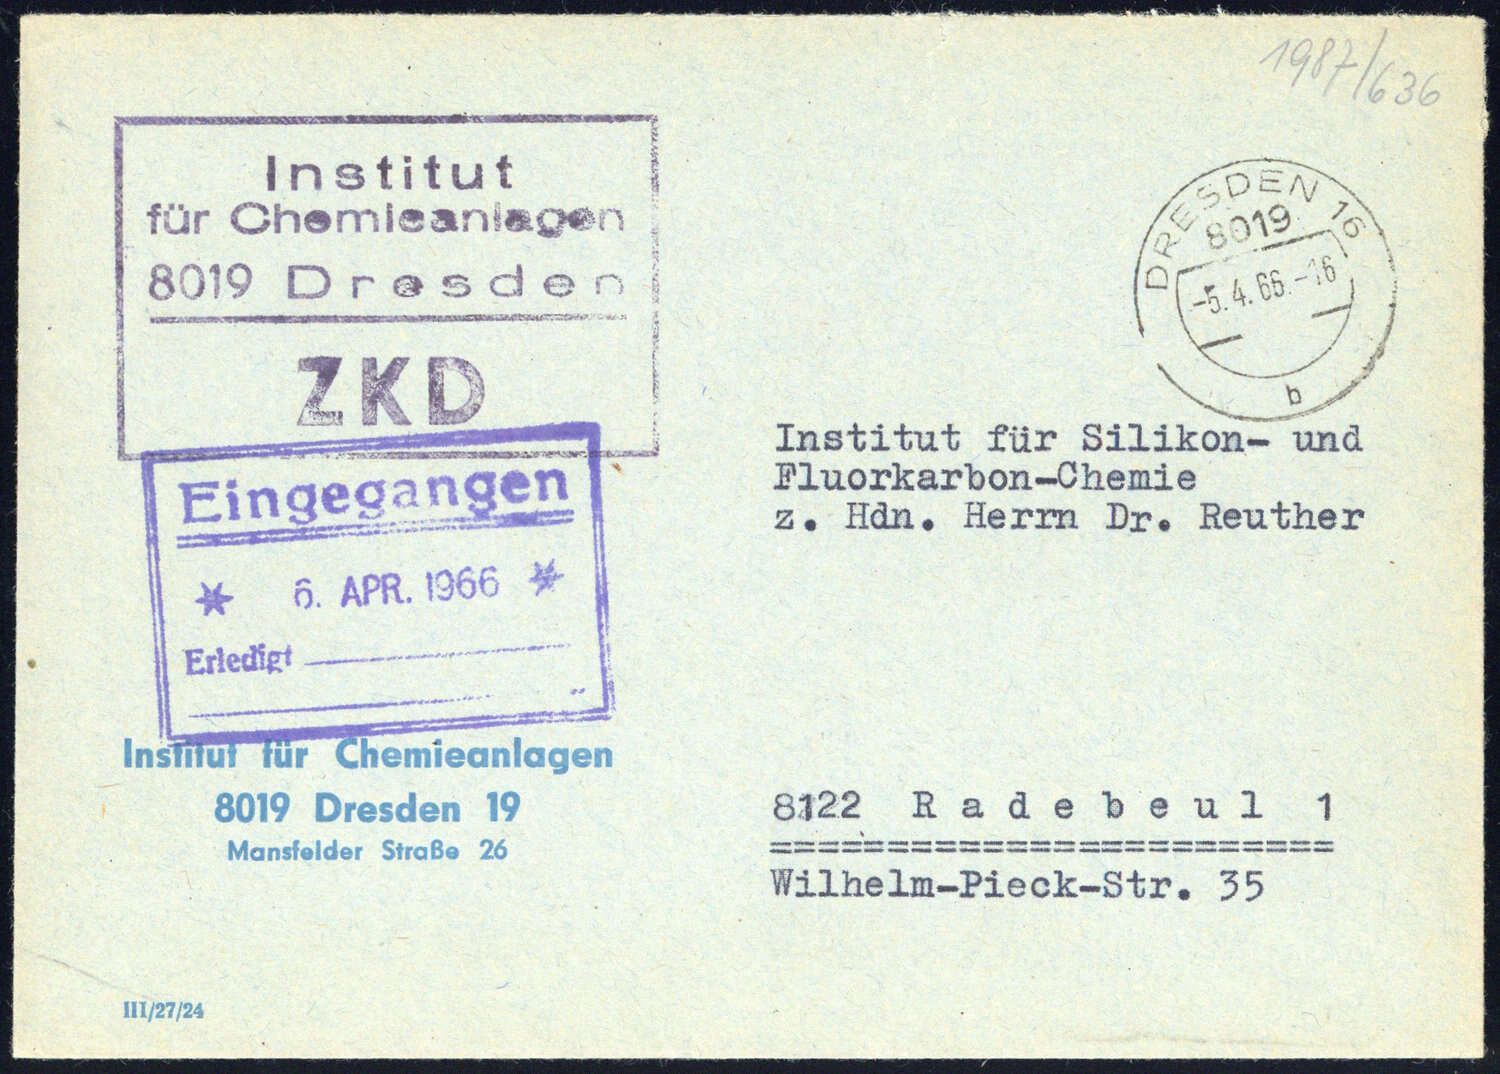 1987/636
Institut
für Chemieanlagen
8019 Dresden
ZKD
DRESDEN 16
8019
-5.4.66.-16
b
Eingegangen
* 6. APR. 1966 *
Erledigt
Institut für Silikon- und
Fluorkarbon-Chemie
z. Hdn. Herrn Dr. Reuther
Institut für Chemieanlagen
8019 Dresden 19
Mansfelder Straße 26
8122 Radebeul 1
========================
Wilhelm-Pieck-Str. 35
III/27/24